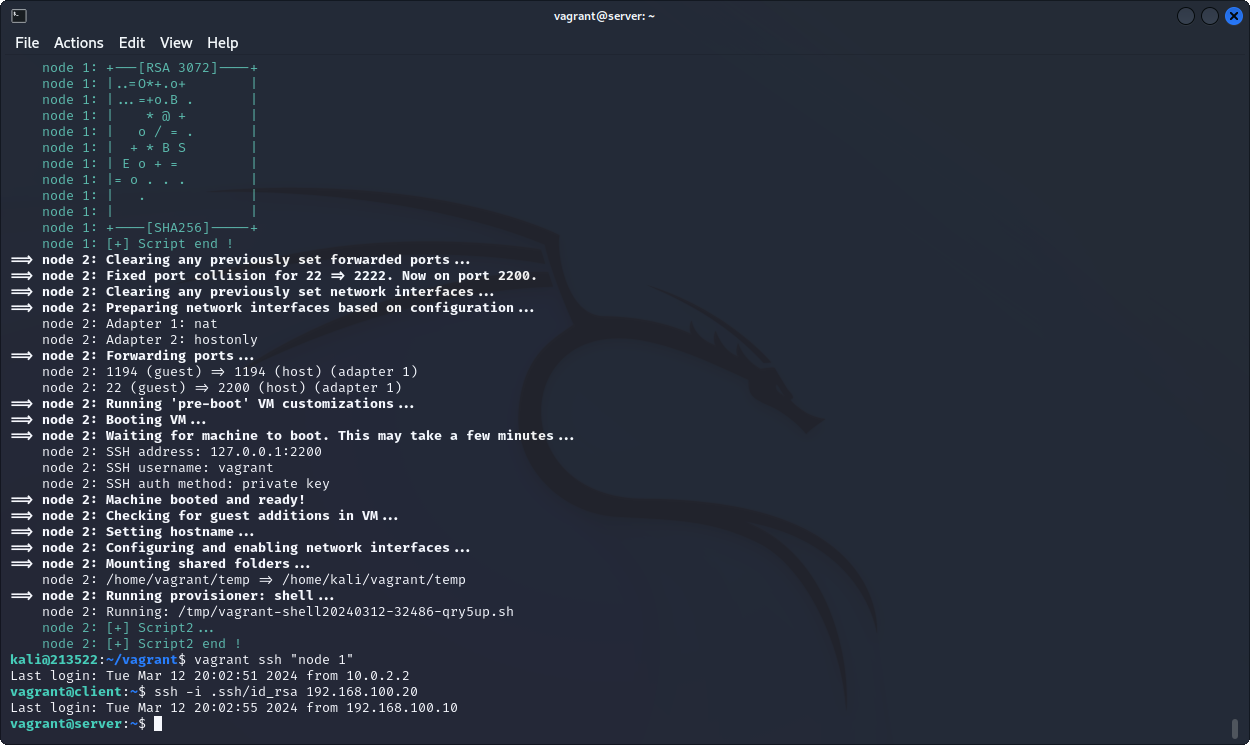 vagrant@server: ~
File Actions Edit View Help
node 1: +---[RSA 3072]----+
node 1: |..=O*+.o+        |
node 1: |...=+o.B .       |
node 1: |    * @ +        |
node 1: |   o / = .       |
node 1: |  + * B S        |
node 1: | E o + =         |
node 1: |= o . . .        |
node 1: |   .             |
node 1: |                 |
node 1: +----[SHA256]-----+
node 1: [+] Script end !
==> node 2: Clearing any previously set forwarded ports...
==> node 2: Fixed port collision for 22 => 2222. Now on port 2200.
==> node 2: Clearing any previously set network interfaces...
==> node 2: Preparing network interfaces based on configuration...
node 2: Adapter 1: nat
node 2: Adapter 2: hostonly
==> node 2: Forwarding ports...
node 2: 1194 (guest) => 1194 (host) (adapter 1)
node 2: 22 (guest) => 2200 (host) (adapter 1)
==> node 2: Running 'pre-boot' VM customizations...
==> node 2: Booting VM...
==> node 2: Waiting for machine to boot. This may take a few minutes...
node 2: SSH address: 127.0.0.1:2200
node 2: SSH username: vagrant
node 2: SSH auth method: private key
==> node 2: Machine booted and ready!
==> node 2: Checking for guest additions in VM...
==> node 2: Setting hostname...
==> node 2: Configuring and enabling network interfaces...
==> node 2: Mounting shared folders...
node 2: /home/vagrant/temp => /home/kali/vagrant/temp
==> node 2: Running provisioner: shell...
node 2: Running: /tmp/vagrant-shell20240312-32486-qry5up.sh
node 2: [+] Script2...
node 2: [+] Script2 end !
kali@213522:~/vagrant$ vagrant ssh "node 1"
Last login: Tue Mar 12 20:02:51 2024 from 10.0.2.2
vagrant@client:~$ ssh -i .ssh/id_rsa 192.168.100.20
Last login: Tue Mar 12 20:02:55 2024 from 192.168.100.10
vagrant@server:~$